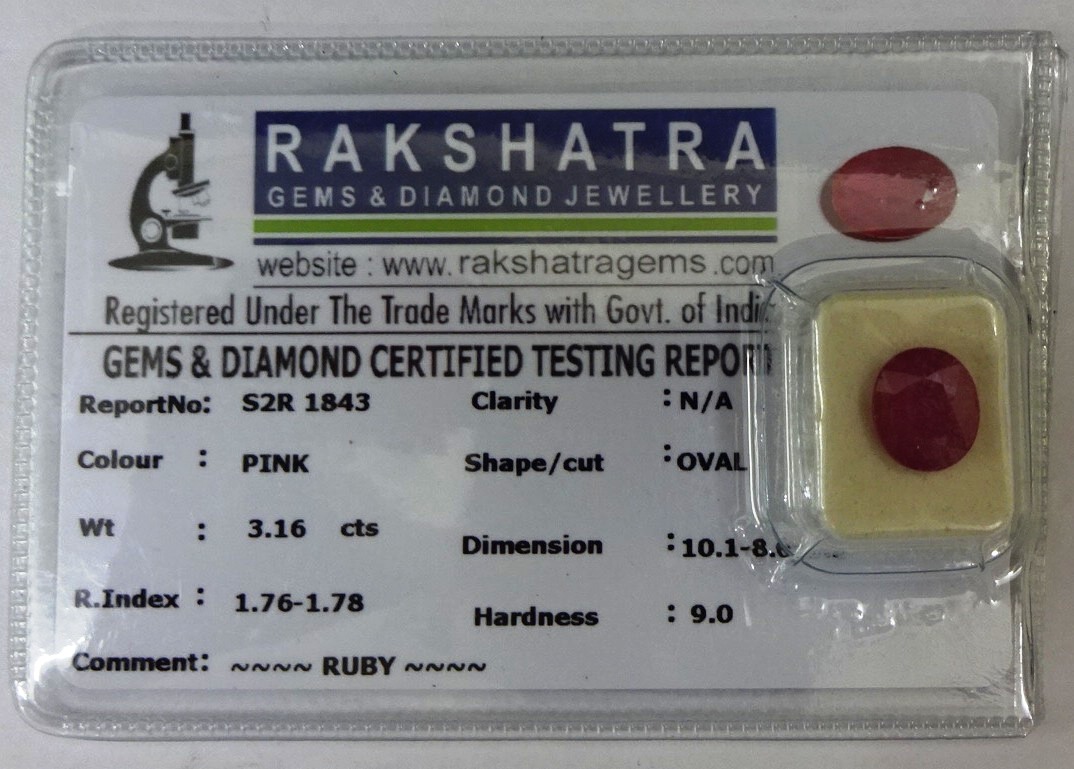 RAKSHATRA
GEMS & DIAMOND JEWELLERY
website : www. rakshatragems .com
Registered Under The Trade Marks with Govt. of India
GEMS & DIAMOND CERTIFIED TESTING REPORT
ReportNo: S2R 1843 Clarity : N/A
Colour : PINK Shape/cut : OVAL
Wt : 3.16 cts Dimension : 10.1-8.
R.Index : 1.76-1.78 Hardness : 9.0
Comment: ~~~~ RUBY ~~~~